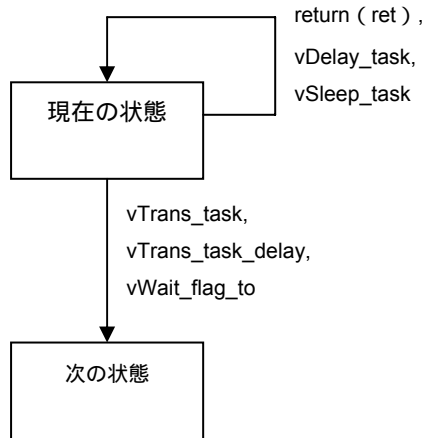 return（ret）,
vDelay_task,
vSleep_task
現在の状態
vTrans_task,
vTrans_task_delay,
vWait_flag_to
次の状態